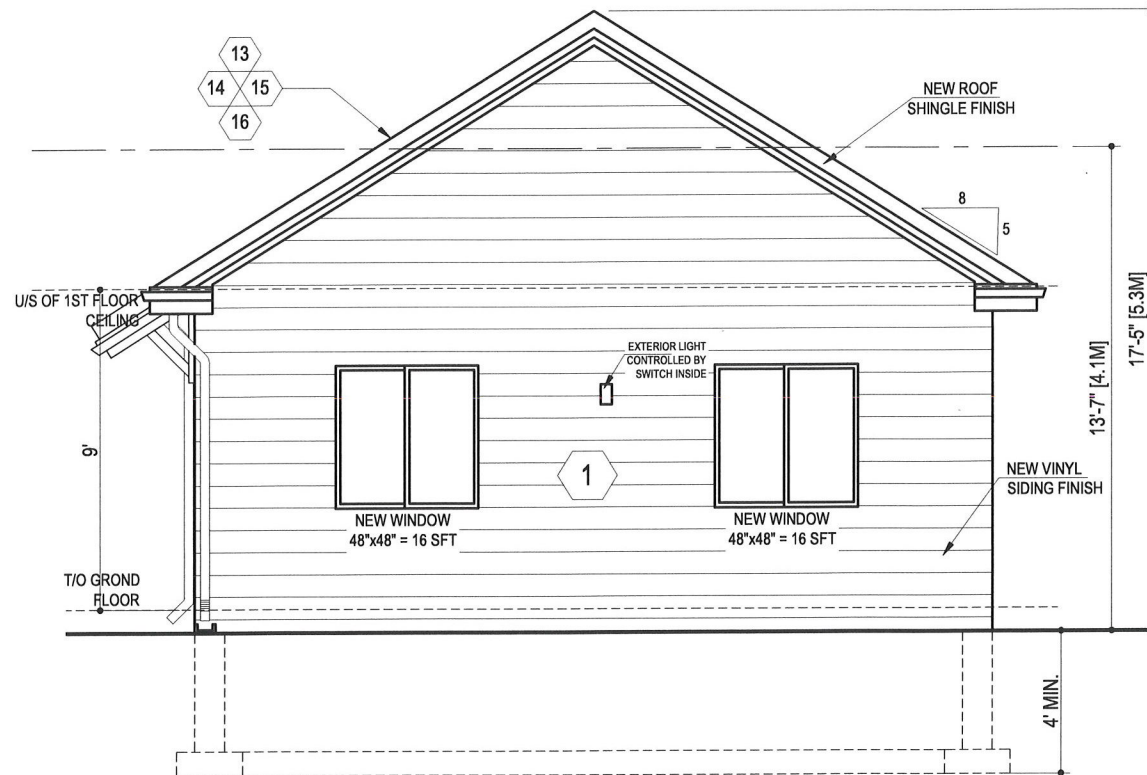 13
14 15
16
NEW ROOF
SHINGLE FINISH
8
5
U/S OF 1ST FLOOR
CEILING
EXTERIOR LIGHT
CONTROLLED BY
SWITCH INSIDE
17'-5" [5.3M]
13'-7" [4.1M]
9'
1
NEW VINYL
SIDING FINISH
NEW WINDOW
48"x48" = 16 SFT
NEW WINDOW
48"x48" = 16 SFT
T/O GROND
FLOOR
4' MIN.